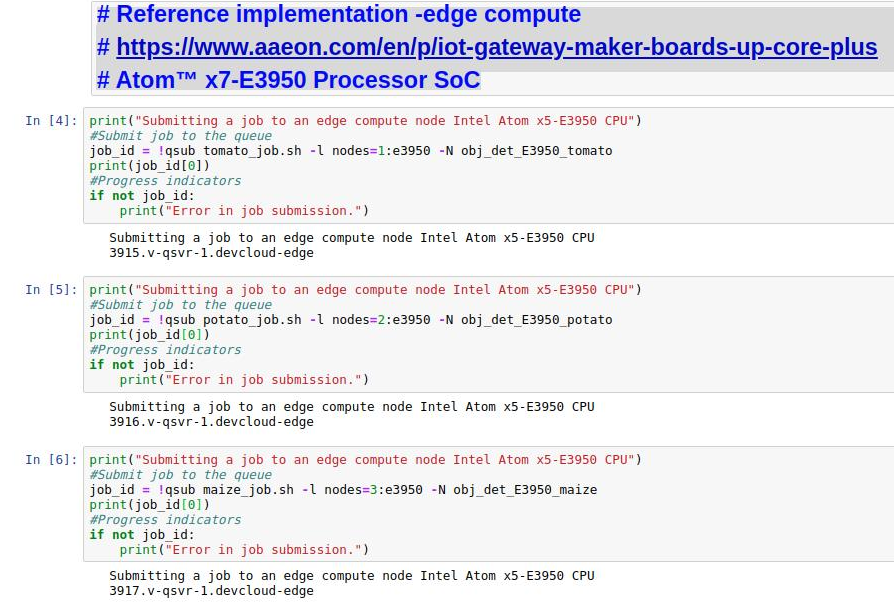 # Reference implementation -edge compute
# https://www.aaeon.com/en/p/iot-gateway-maker-boards-up-core-plus
# Atom™ x7-E3950 Processor SoC
In [4]: print("Submitting a job to an edge compute node Intel Atom x5-E3950 CPU")
#Submit job to the queue
job_id = !qsub tomato_job.sh -l nodes=1:e3950 -N obj_det_E3950_tomato
print(job_id[0])
#Progress indicators
if not job_id:
    print("Error in job submission.")
Submitting a job to an edge compute node Intel Atom x5-E3950 CPU
3915.v-qsvr-1.devcloud-edge
In [5]: print("Submitting a job to an edge compute node Intel Atom x5-E3950 CPU")
#Submit job to the queue
job_id = !qsub potato_job.sh -l nodes=2:e3950 -N obj_det_E3950_potato
print(job_id[0])
#Progress indicators
if not job_id:
    print("Error in job submission.")
Submitting a job to an edge compute node Intel Atom x5-E3950 CPU
3916.v-qsvr-1.devcloud-edge
In [6]: print("Submitting a job to an edge compute node Intel Atom x5-E3950 CPU")
#Submit job to the queue
job_id = !qsub maize_job.sh -l nodes=3:e3950 -N obj_det_E3950_maize
print(job_id[0])
#Progress indicators
if not job_id:
    print("Error in job submission.")
Submitting a job to an edge compute node Intel Atom x5-E3950 CPU
3917.v-qsvr-1.devcloud-edge